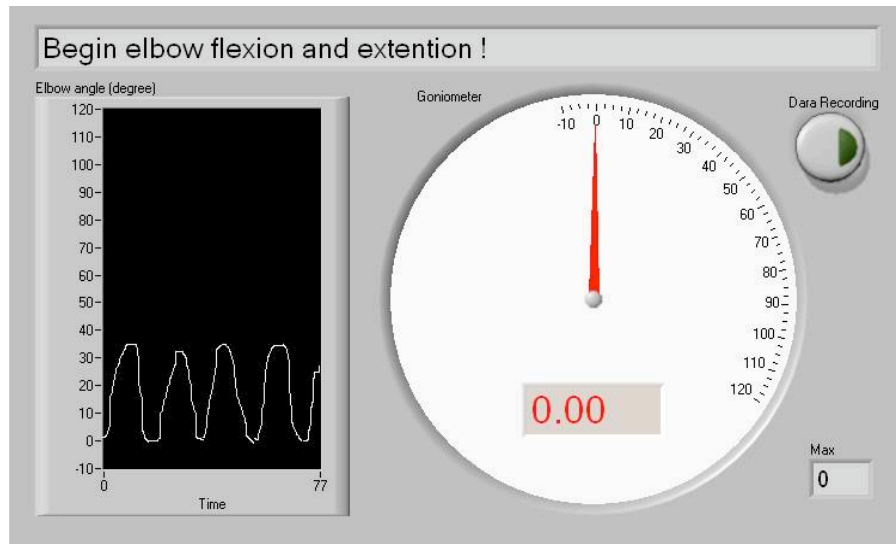 Begin elbow flexion and extention !
Elbow angle (degree)
120
110
100
90
80
70
60
50
40
30
20
10
0
-10
0 77
Time
Goniometer
-10 0 10 20 30 40 50 60 70 80 90 100 110 120
0.00
Dara Recording
Max
0